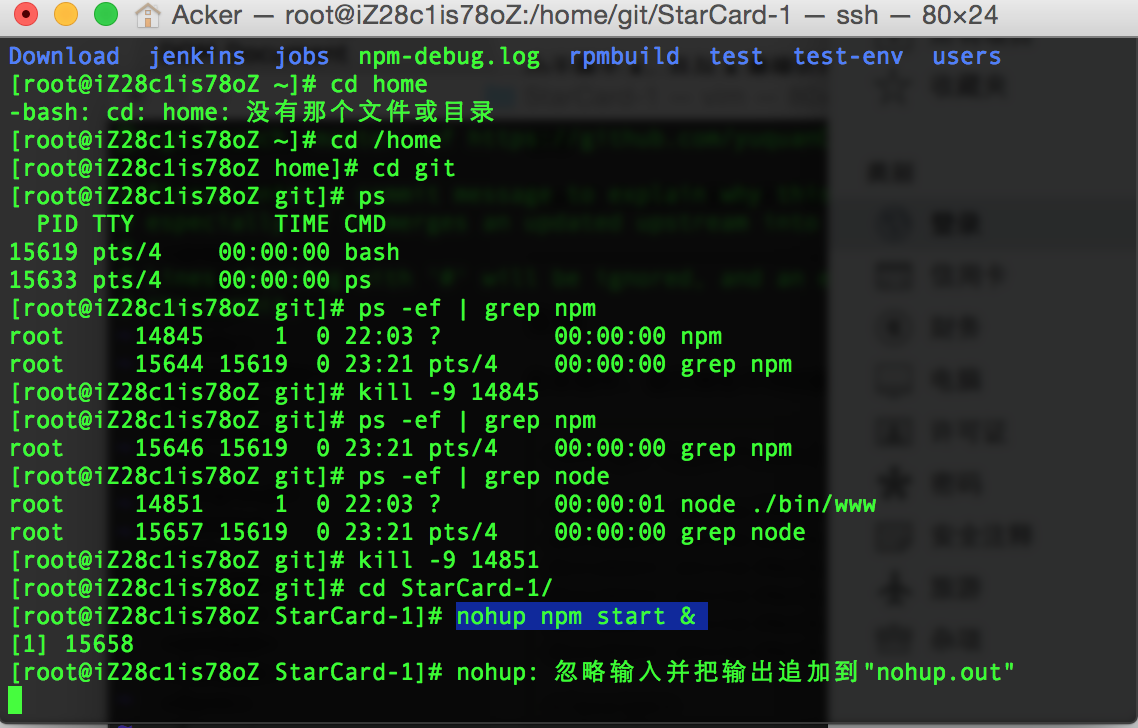 Acker — root@iZ28c1is78oZ:/home/git/StarCard-1 — ssh — 80×24
Download  jenkins  jobs  npm-debug.log  rpmbuild  test  test-env  users
[root@iZ28c1is78oZ ~]# cd home
-bash: cd: home: 没有那个文件或目录
[root@iZ28c1is78oZ ~]# cd /home
[root@iZ28c1is78oZ home]# cd git
[root@iZ28c1is78oZ git]# ps
  PID TTY          TIME CMD
15619 pts/4    00:00:00 bash
15633 pts/4    00:00:00 ps
[root@iZ28c1is78oZ git]# ps -ef | grep npm
root     14845     1  0 22:03 ?        00:00:00 npm
root     15644 15619  0 23:21 pts/4    00:00:00 grep npm
[root@iZ28c1is78oZ git]# kill -9 14845
[root@iZ28c1is78oZ git]# ps -ef | grep npm
root     15646 15619  0 23:21 pts/4    00:00:00 grep npm
[root@iZ28c1is78oZ git]# ps -ef | grep node
root     14851     1  0 22:03 ?        00:00:01 node ./bin/www
root     15657 15619  0 23:21 pts/4    00:00:00 grep node
[root@iZ28c1is78oZ git]# kill -9 14851
[root@iZ28c1is78oZ git]# cd StarCard-1/
[root@iZ28c1is78oZ StarCard-1]# nohup npm start &
[1] 15658
[root@iZ28c1is78oZ StarCard-1]# nohup: 忽略输入并把输出追加到"nohup.out"